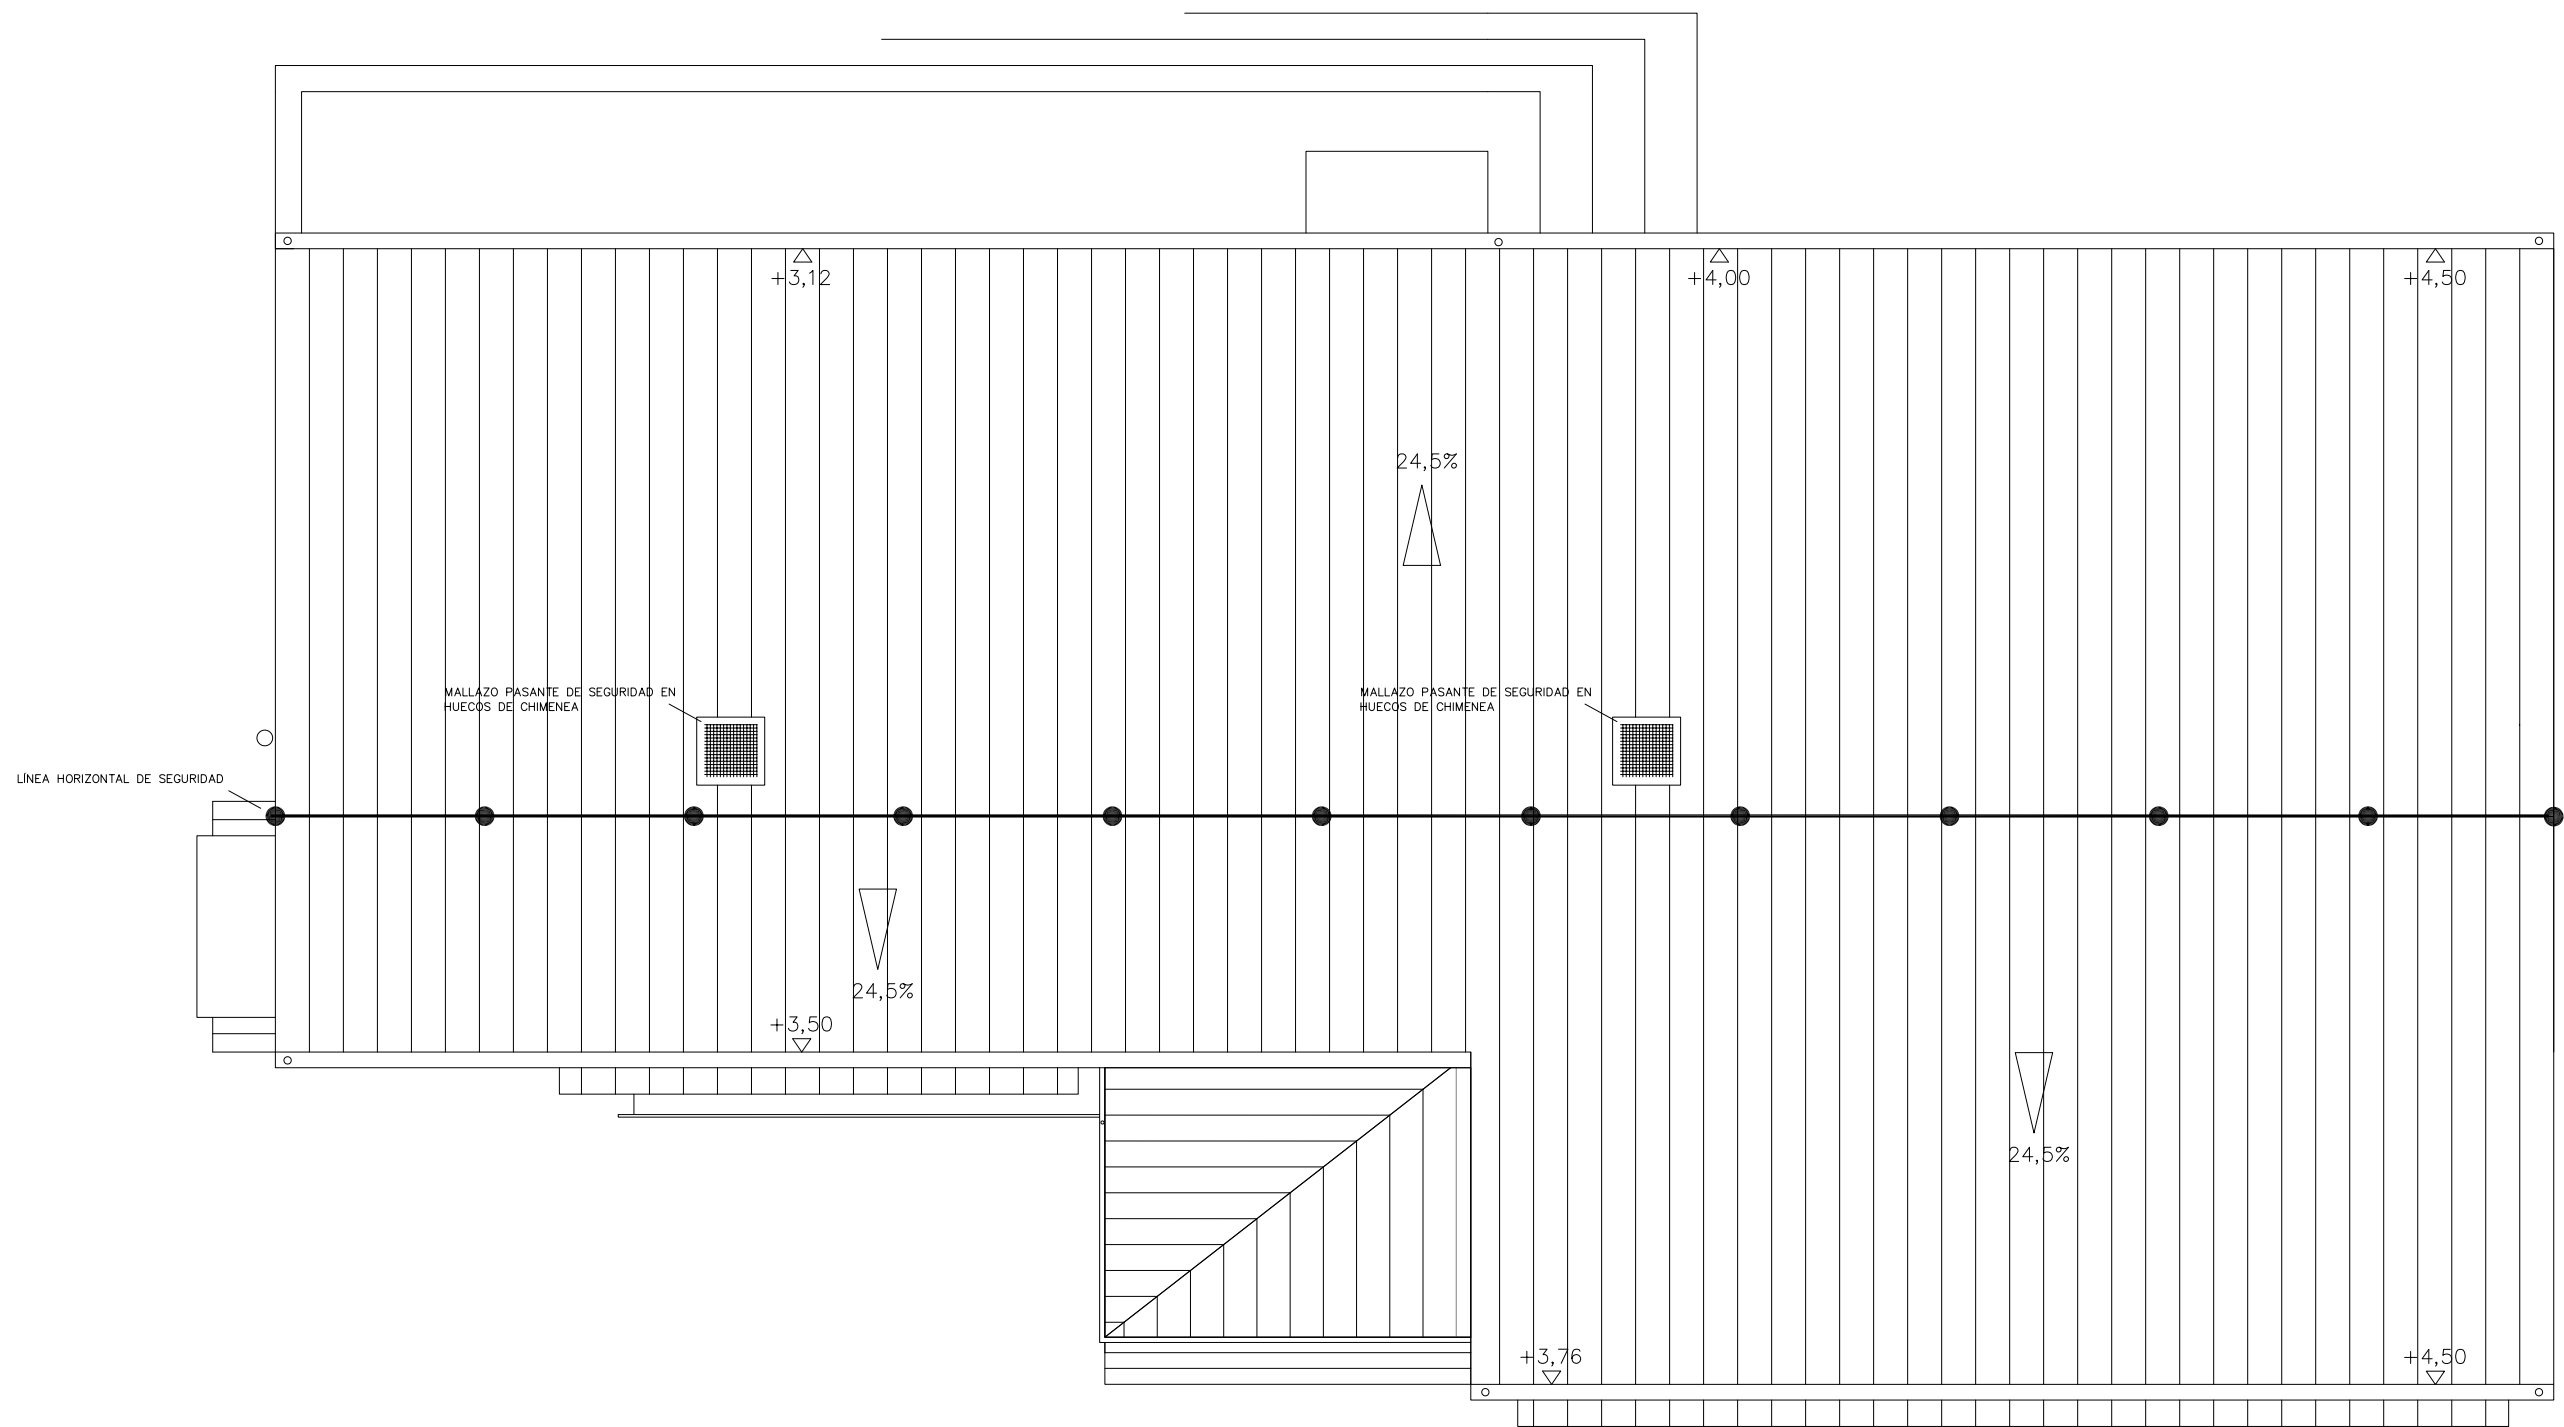 +3,12
+4,00
+4,50
24,5%
MALLAZO PASANTE DE SEGURIDAD EN
HUECOS DE CHIMENEA
MALLAZO PASANTE DE SEGURIDAD EN
HUECOS DE CHIMENEA
LÍNEA HORIZONTAL DE SEGURIDAD
24,5%
+3,50
24,5%
+3,76
+4,50